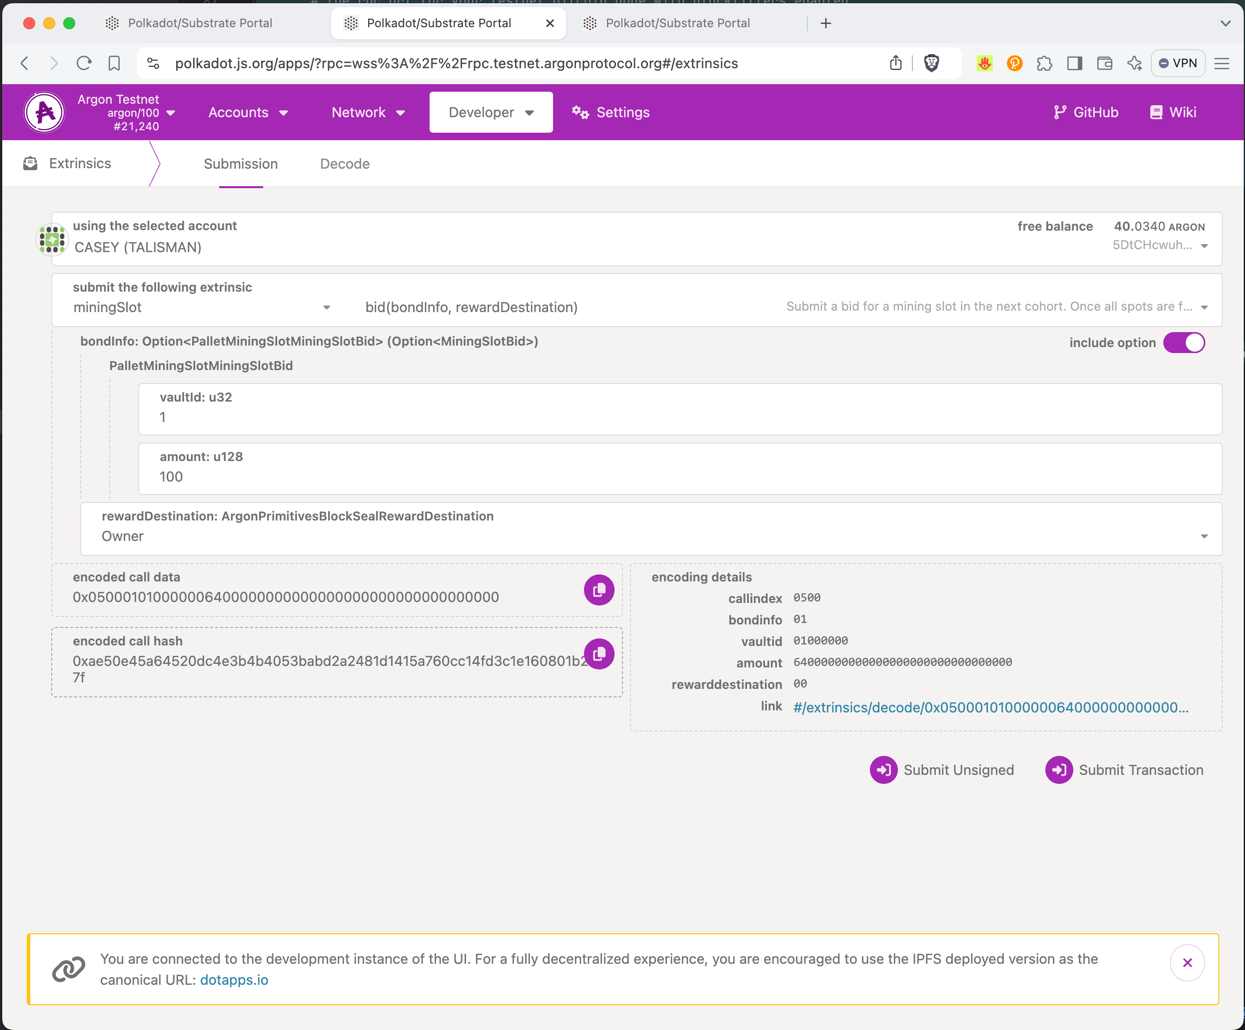 Polkadot/Substrate Portal
Polkadot/Substrate Portal
Polkadot/Substrate Portal
polkadot.js.org/apps/?rpc=wss%3A%2F%2Frpc.testnet.argonprotocol.org#/extrinsics
VPN
Argon Testnet
argon/100
#21,240
Accounts
Network
Developer
Settings
GitHub
Wiki
Extrinsics
Submission
Decode
using the selected account
CASEY (TALISMAN)
free balance 40.0340 ARGON
5DtCHcwuh...
submit the following extrinsic
miningSlot
bid(bondInfo, rewardDestination)
Submit a bid for a mining slot in the next cohort. Once all spots are f...
bondInfo: Option<PalletMiningSlotMiningSlotBid> (Option<MiningSlotBid>)
include option
PalletMiningSlotMiningSlotBid
vaultId: u32
1
amount: u128
100
rewardDestination: ArgonPrimitivesBlockSealRewardDestination
Owner
encoded call data
0x0500010100000064000000000000000000000000000000000
encoded call hash
0xae50e45a64520dc4e3b4b4053babd2a2481d1415a760cc14fd3c1e160801b2
7f
encoding details
callindex 0500
bondinfo 01
vaultid 01000000
amount 64000000000000000000000000000000
rewarddestination 00
link #/extrinsics/decode/0x0500010100000064000000000000...
Submit Unsigned
Submit Transaction
You are connected to the development instance of the UI. For a fully decentralized experience, you are encouraged to use the IPFS deployed version as the
canonical URL: dotapps.io